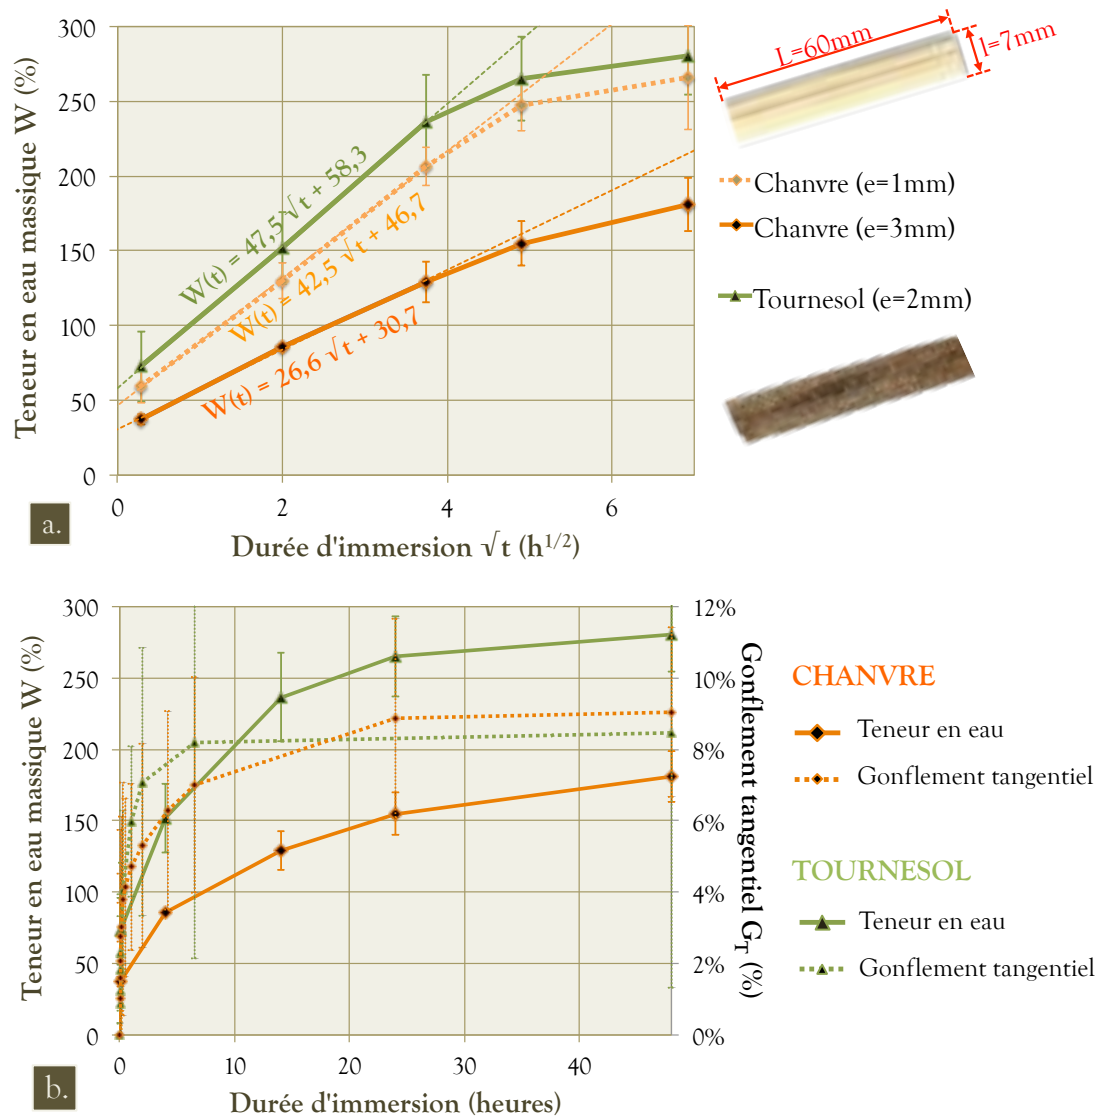 300
250
200
150
100
50
0
Teneur en eau massique W (%)
W(t) = 47,5 √t + 58,3
W(t) = 42,5 √t + 46,7
W(t) = 26,6 √t + 30,7
0
2
4
6
Durée d'immersion √t (h1/2)
a.
L=60mm
l=7mm
Chanvre (e=1mm)
Chanvre (e=3mm)
Tournesol (e=2mm)
300
250
200
150
100
50
0
Teneur en eau massique W (%)
12%
10%
8%
6%
4%
2%
0%
Gonflement tangentiel GT (%)
0
10
20
30
40
Durée d'immersion (heures)
b.
CHANVRE
Teneur en eau
Gonflement tangentiel
TOURNESOL
Teneur en eau
Gonflement tangentiel